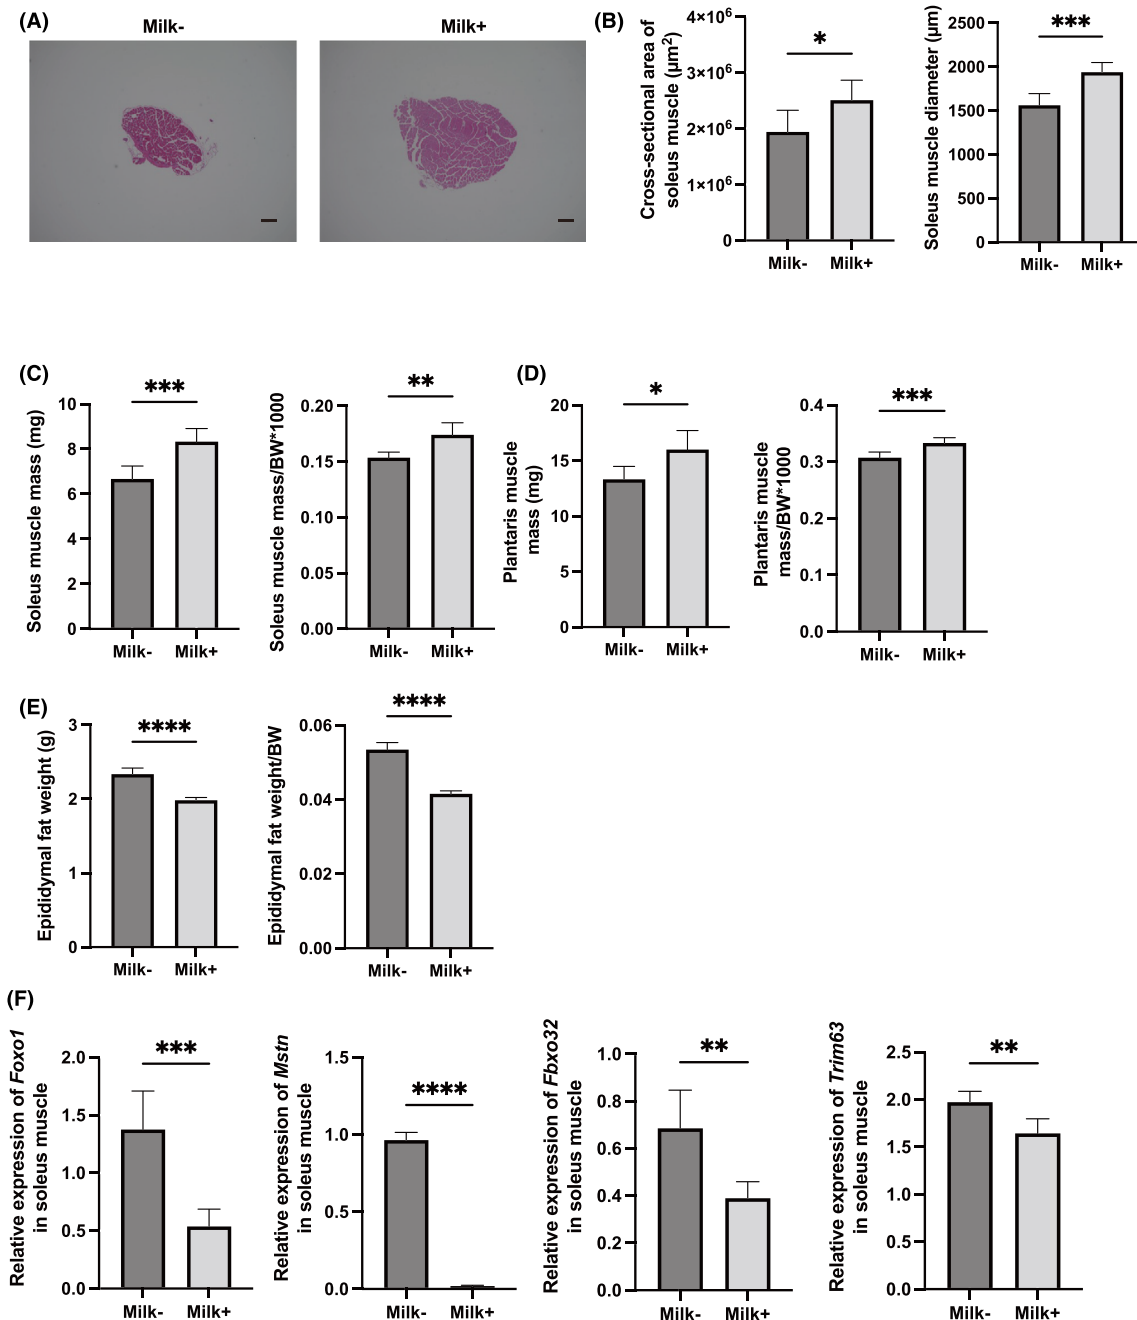 (A)
Milk-
Milk+
(B)
Cross-sectional area of
soleus muscle (µm²)
4×10⁶
3×10⁶
2×10⁶
1×10⁶
0
*
Milk- Milk+
Soleus muscle diameter (µm)
2500
2000
1500
1000
500
0
***
Milk- Milk+
(C)
Soleus muscle mass (mg)
10
8
6
4
2
0
***
Milk- Milk+
Soleus muscle mass/BW*1000
0.20
0.15
0.10
0.05
0.00
**
Milk- Milk+
(D)
Plantaris muscle
mass (mg)
20
15
10
5
0
*
Milk- Milk+
Plantaris muscle
mass/BW*1000
0.4
0.3
0.2
0.1
0.0
***
Milk- Milk+
(E)
Epididymal fat weight (g)
3
2
1
0
****
Milk- Milk+
Epididymal fat weight/BW
0.06
0.04
0.02
0.00
****
Milk- Milk+
(F)
Relative expression of Foxo1
in soleus muscle
2.0
1.5
1.0
0.5
0.0
***
Milk- Milk+
Relative expression of Mstn
in soleus muscle
1.5
1.0
0.5
0.0
****
Milk- Milk+
Relative expression of Fbxo32
in soleus muscle
1.0
0.8
0.6
0.4
0.2
0.0
**
Milk- Milk+
Relative expression of Trim63
in soleus muscle
2.5
2.0
1.5
1.0
0.5
0.0
**
Milk- Milk+